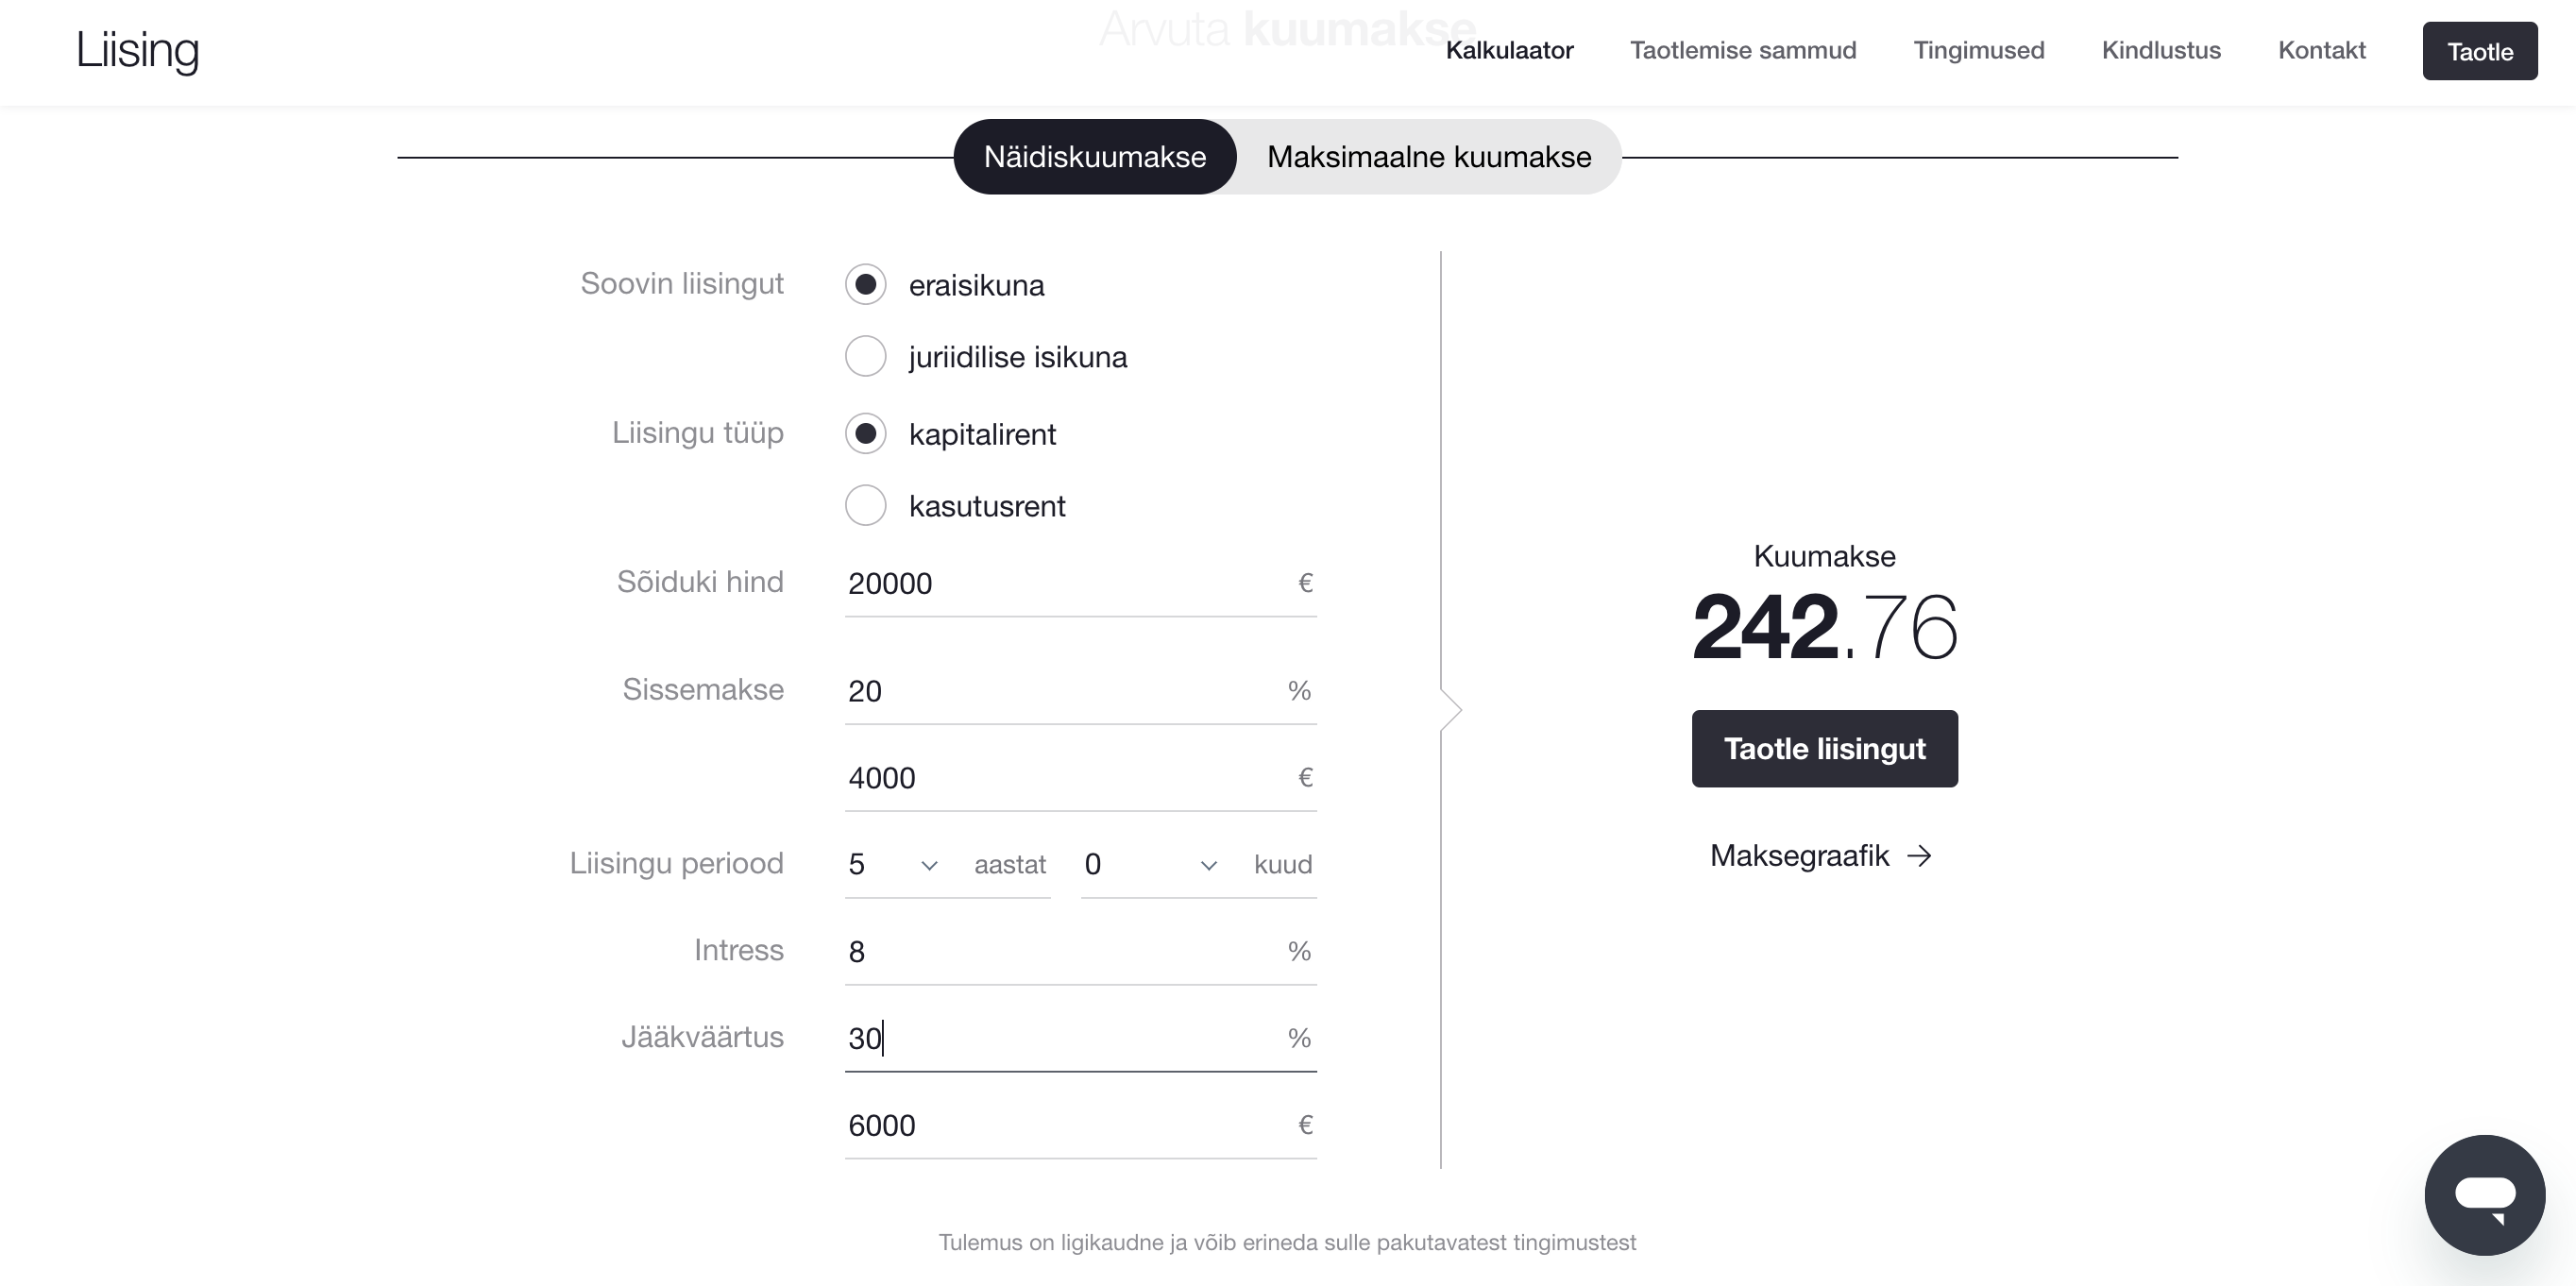 Arvuta kuumakse
Liising
Kalkulaator
Taotlemise sammud
Tingimused
Kindlustus
Kontakt
Taotle
Näidiskuumakse
Maksimaalne kuumakse
Soovin liisingut
eraisikuna
juriidilise isikuna
Liisingu tüüp
kapitalirent
kasutusrent
Sõiduki hind
20000 €
Sissemakse
20 %
4000 €
Liisingu periood
5 aastat 0 kuud
Intress
8 %
Jääkväärtus
30 %
6000 €
Kuumakse
242.76
Taotle liisingut
Maksegraafik →
Tulemus on ligikaudne ja võib erineda sulle pakutavatest tingimustest